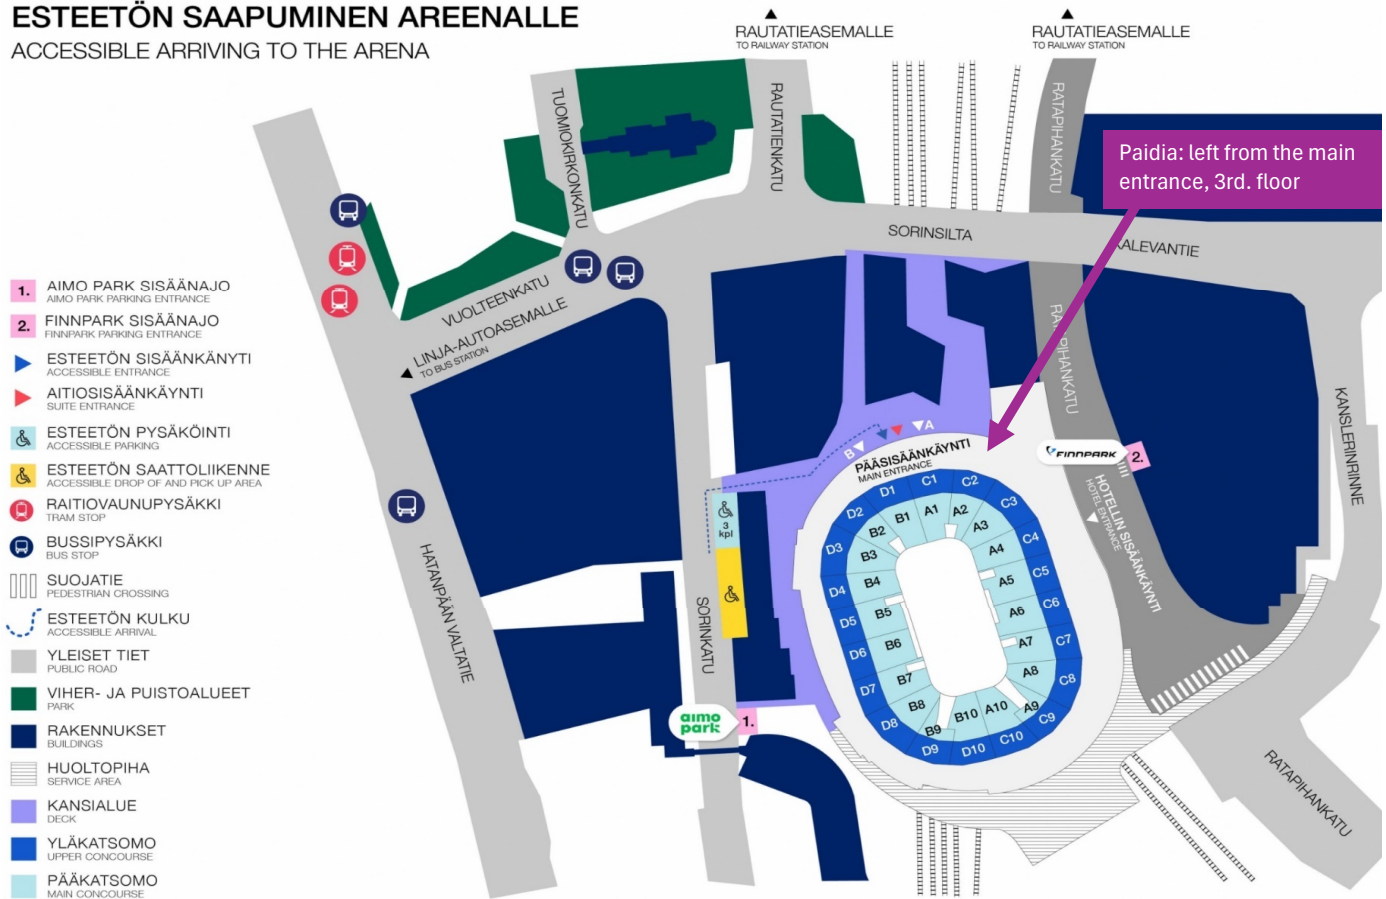 ESTEETÖN SAAPUMINEN AREENALLE
ACCESSIBLE ARRIVING TO THE ARENA
RAUTATIEASEMALLE
TO RAILWAY STATION
RAUTATIEASEMALLE
TO RAILWAY STATION
TUOMIOKIRKONKATU
RAUTATIENKATU
RATAPIHANKATU
Paidia: left from the main
entrance, 3rd. floor
SORINSILTA
KALEVANTIE
VUOLTEENKATU
LINJA-AUTOASEMALLE
TO BUS STATION
RATAPIHANKATU
KANSLERINRINNE
1. AIMO PARK SISÄÄNAJO
AIMO PARK PARKING ENTRANCE
2. FINNPARK SISÄÄNAJO
FINNPARK PARKING ENTRANCE
ESTEETÖN SISÄÄNKÄNYTI
ACCESSIBLE ENTRANCE
AITIOSISÄÄNKÄYNTI
SUITE ENTRANCE
ESTEETÖN PYSÄKÖINTI
ACCESSIBLE PARKING
ESTEETÖN SAATTOLIIKENNE
ACCESSIBLE DROP OF AND PICK UP AREA
RAITIOVAUNUPYSÄKKI
TRAM STOP
BUSSIPYSÄKKI
BUS STOP
SUOJATIE
PEDESTRIAN CROSSING
ESTEETÖN KULKU
ACCESSIBLE ARRIVAL
YLEISET TIET
PUBLIC ROAD
VIHER- JA PUISTOALUEET
PARK
RAKENNUKSET
BUILDINGS
HUOLTOPIHA
SERVICE AREA
KANSIALUE
DECK
YLÄKATSOMO
UPPER CONCOURSE
PÄÄKATSOMO
MAIN CONCOURSE
B
A
PÄÄSISÄÄNKÄYNTI
MAIN ENTRANCE
FINNPARK
2.
HOTELLIN SISÄÄNKÄYNTI
HOTEL ENTRANCE
3
kpl
HATANPÄÄN VALTATIE
SORINKATU
aimo
park
1.
RATAPIHANKATU
C1
C2
C3
C4
C5
C6
C7
C8
C9
C10
D1
D2
D3
D4
D5
D6
D7
D8
D9
D10
A1
A2
A3
A4
A5
A6
A7
A8
A9
A10
B1
B2
B3
B4
B5
B6
B7
B8
B9
B10